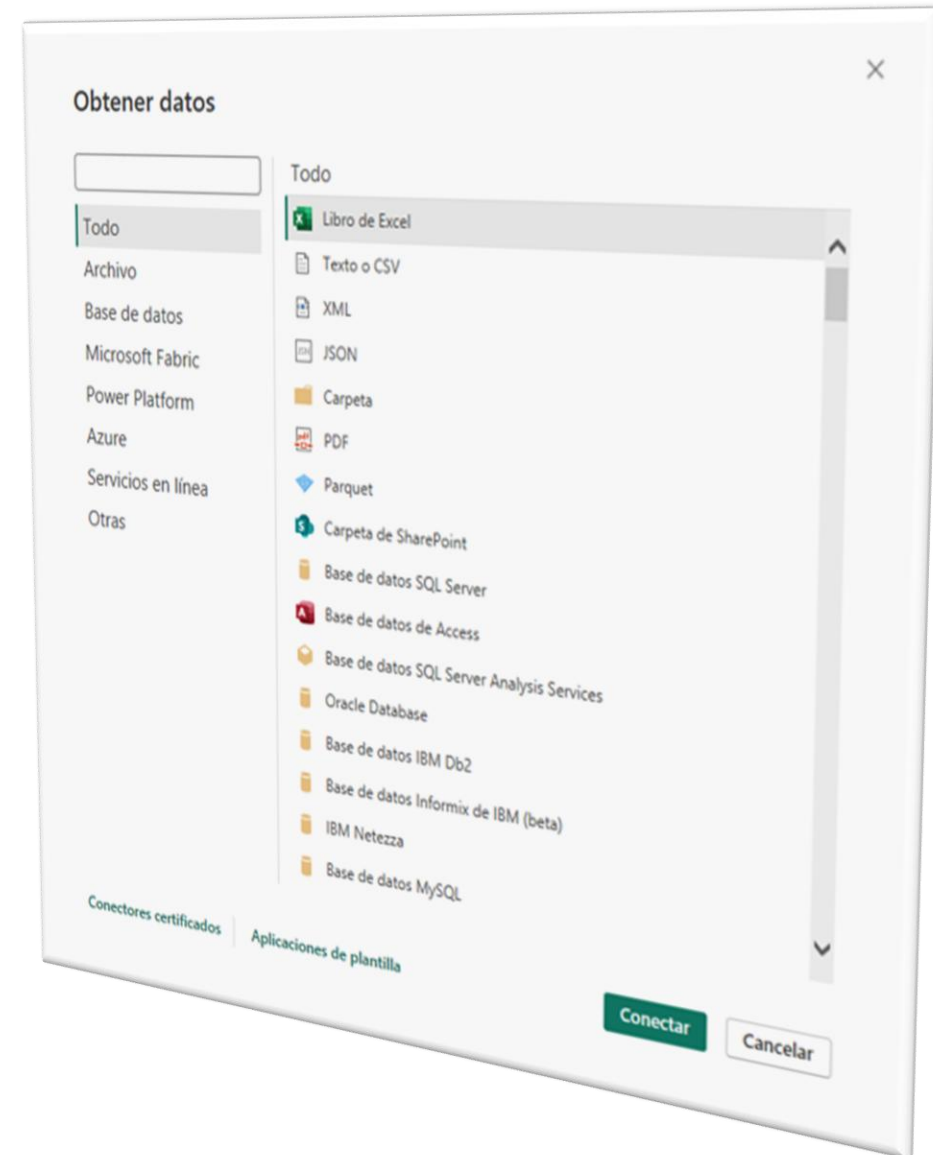 Obtener datos
Todo
Archivo
Base de datos
Microsoft Fabric
Power Platform
Azure
Servicios en línea
Otras
Todo
Libro de Excel
Texto o CSV
XML
JSON
Carpeta
PDF
Parquet
Carpeta de SharePoint
Base de datos SQL Server
Base de datos de Access
Base de datos SQL Server Analysis Services
Oracle Database
Base de datos IBM Db2
Base de datos Informix de IBM (beta)
IBM Netezza
Base de datos MySQL
Conectores certificados
Aplicaciones de plantilla
Conectar
Cancelar